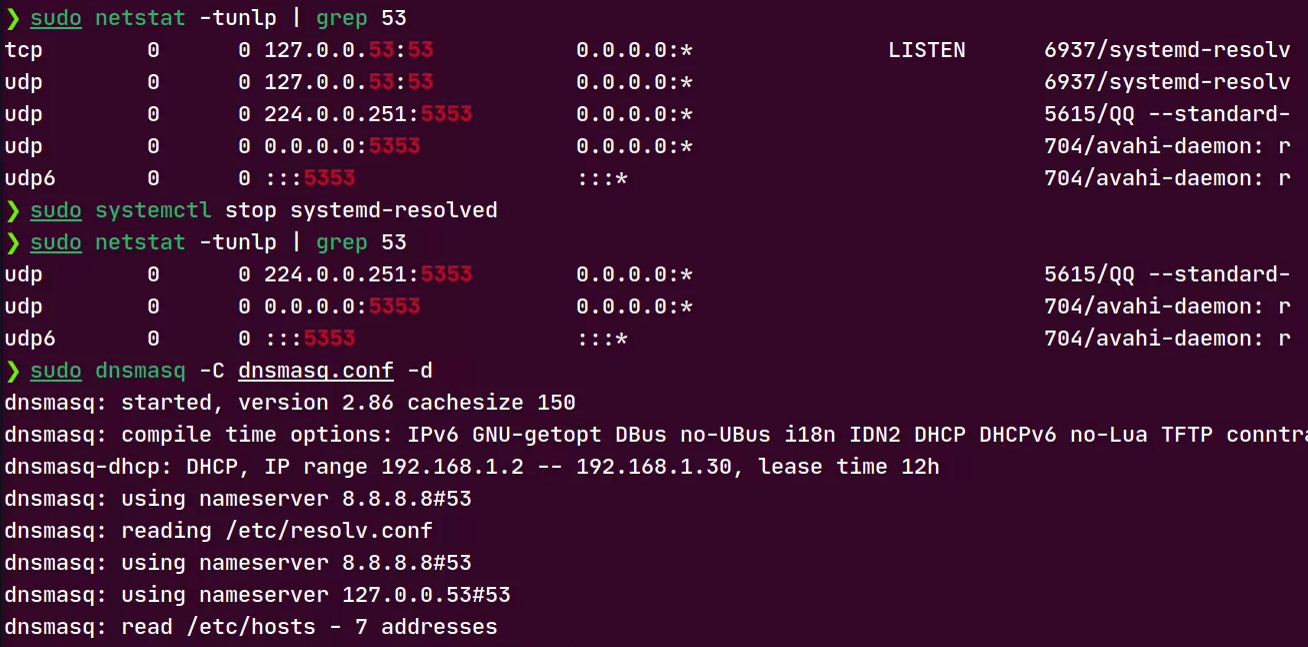 ❯ sudo netstat -tunlp | grep 53
tcp 0 0 127.0.0.53:53 0.0.0.0:* LISTEN 6937/systemd-resolv
udp 0 0 127.0.0.53:53 0.0.0.0:* 6937/systemd-resolv
udp 0 0 224.0.0.251:5353 0.0.0.0:* 5615/QQ --standard-
udp 0 0 0.0.0.0:5353 0.0.0.0:* 704/avahi-daemon: r
udp6 0 0 :::5353 :::* 704/avahi-daemon: r
❯ sudo systemctl stop systemd-resolved
❯ sudo netstat -tunlp | grep 53
udp 0 0 224.0.0.251:5353 0.0.0.0:* 5615/QQ --standard-
udp 0 0 0.0.0.0:5353 0.0.0.0:* 704/avahi-daemon: r
udp6 0 0 :::5353 :::* 704/avahi-daemon: r
❯ sudo dnsmasq -C dnsmasq.conf -d
dnsmasq: started, version 2.86 cachesize 150
dnsmasq: compile time options: IPv6 GNU-getopt DBus no-UBus i18n IDN2 DHCP DHCPv6 no-Lua TFTP conntra
dnsmasq-dhcp: DHCP, IP range 192.168.1.2 -- 192.168.1.30, lease time 12h
dnsmasq: using nameserver 8.8.8.8#53
dnsmasq: reading /etc/resolv.conf
dnsmasq: using nameserver 8.8.8.8#53
dnsmasq: using nameserver 127.0.0.53#53
dnsmasq: read /etc/hosts - 7 addresses